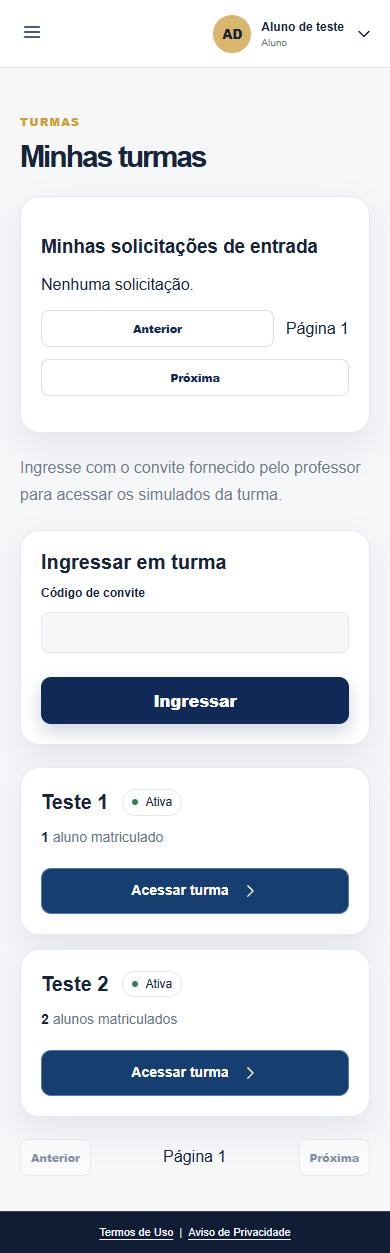 AD
Aluno de teste
Aluno
TURMAS
Minhas turmas
Minhas solicitações de entrada
Nenhuma solicitação.
Anterior
Página 1
Próxima
Ingresse com o convite fornecido pelo professor
para acessar os simulados da turma.
Ingressar em turma
Código de convite
Ingressar
Teste 1
Ativa
1 aluno matriculado
Acessar turma
Teste 2
Ativa
2 alunos matriculados
Acessar turma
Anterior
Página 1
Próxima
Termos de Uso | Aviso de Privacidade